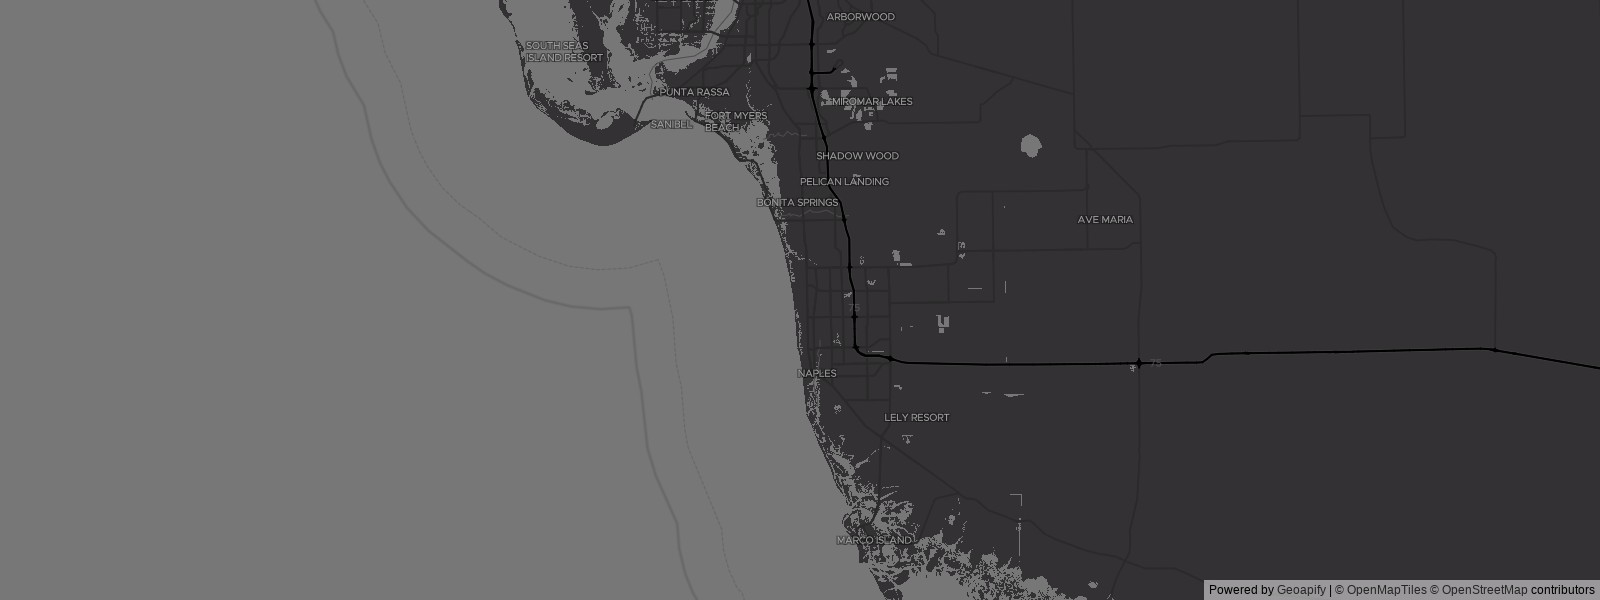 ARBORWOOD
SOUTH SEAS
ISLAND RESORT
PUNTA RASSA
MIROMAR LAKES
FORT MYERS
BEACH
SANIBEL
SHADOW WOOD
PELICAN LANDING
BONITA SPRINGS
AVE MARIA
75
75
NAPLES
LELY RESORT
MARCO ISLAND
Powered by Geoapify | © OpenMapTiles © OpenStreetMap contributors